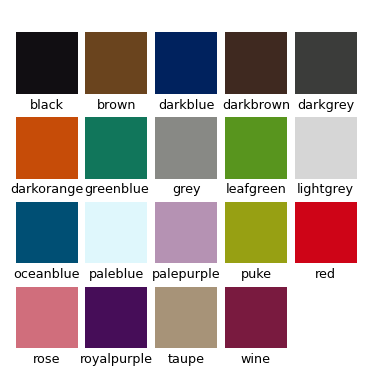 black brown darkblue darkbrown darkgrey
darkorange greenblue grey leafgreen lightgrey
oceanblue paleblue palepurple puke red
rose royalpurple taupe wine